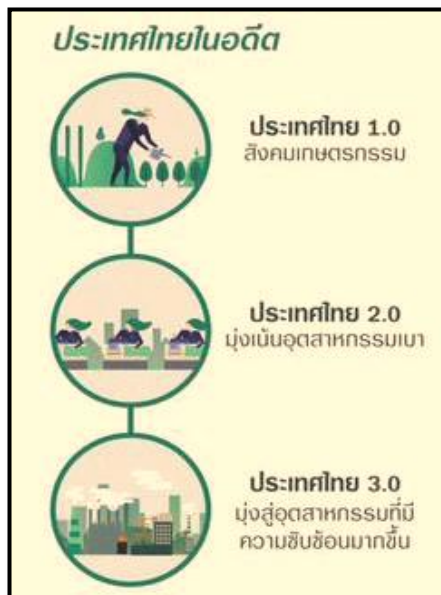 ประเทศไทยในอดีต
ประเทศไทย 1.0
สังคมเกษตรกรรม
ประเทศไทย 2.0
มุ่งเน้นอุตสาหกรรมเบา
ประเทศไทย 3.0
มุ่งสู่อุตสาหกรรมที่มี
ความซับซ้อนมากขึ้น